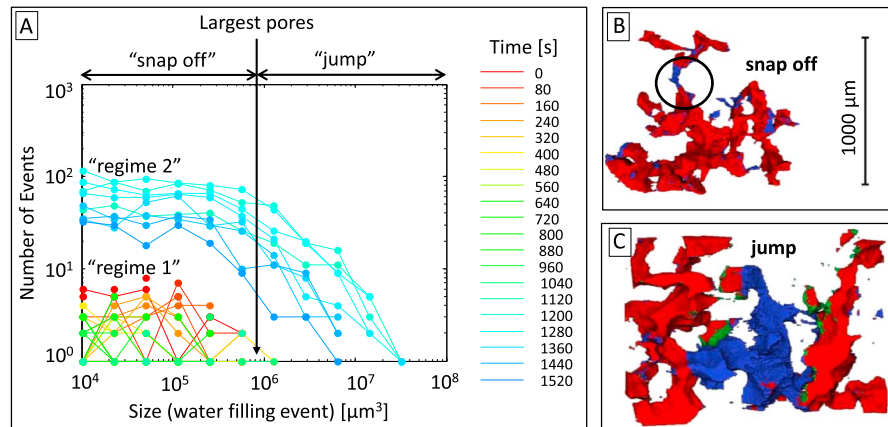 A
Largest pores
“snap off”
“jump”
10³
10²
10¹
10⁰
Number of Events
“regime 2”
“regime 1”
10⁴ 10⁵ 10⁶ 10⁷ 10⁸
Size (water filling event) [µm³]
Time [s]
0
80
160
240
320
400
480
560
640
720
800
880
960
1040
1120
1200
1280
1360
1440
1520
B
snap off
1000 µm
C
jump